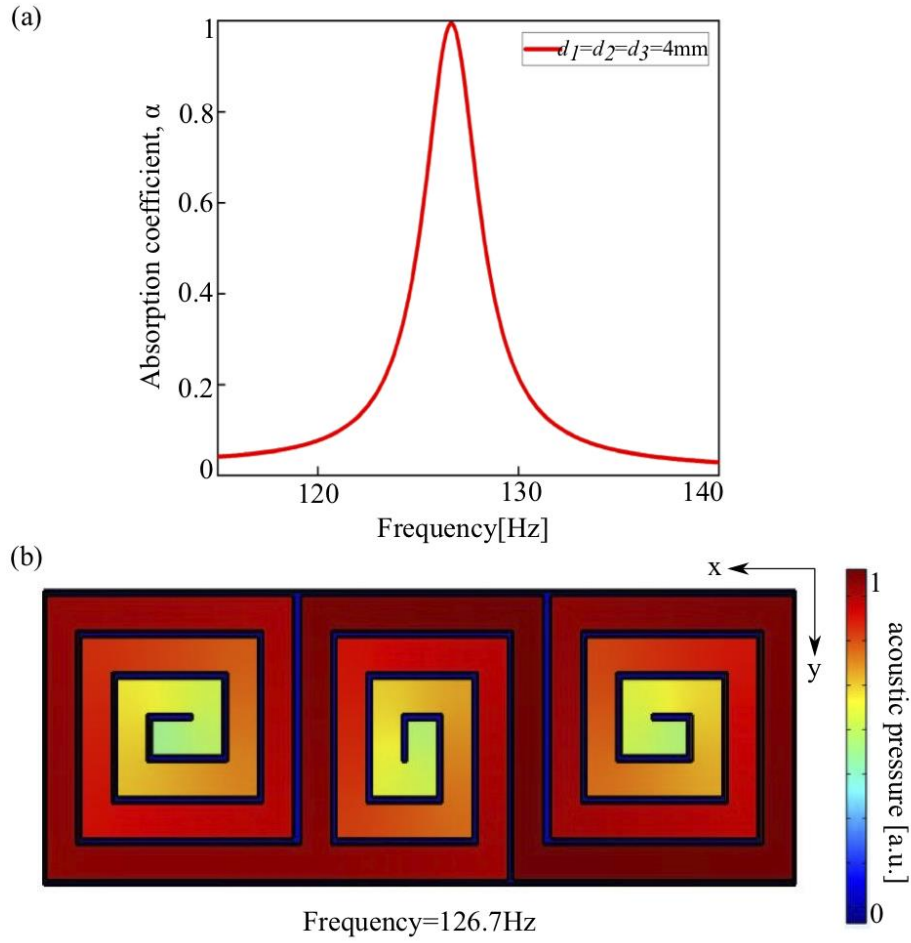 (a)
d1=d2=d3=4mm
Absorption coefficient, α
1
0.8
0.6
0.4
0.2
0
120
130
140
Frequency[Hz]
(b)
x
y
1
acoustic pressure [a.u.]
0
Frequency=126.7Hz